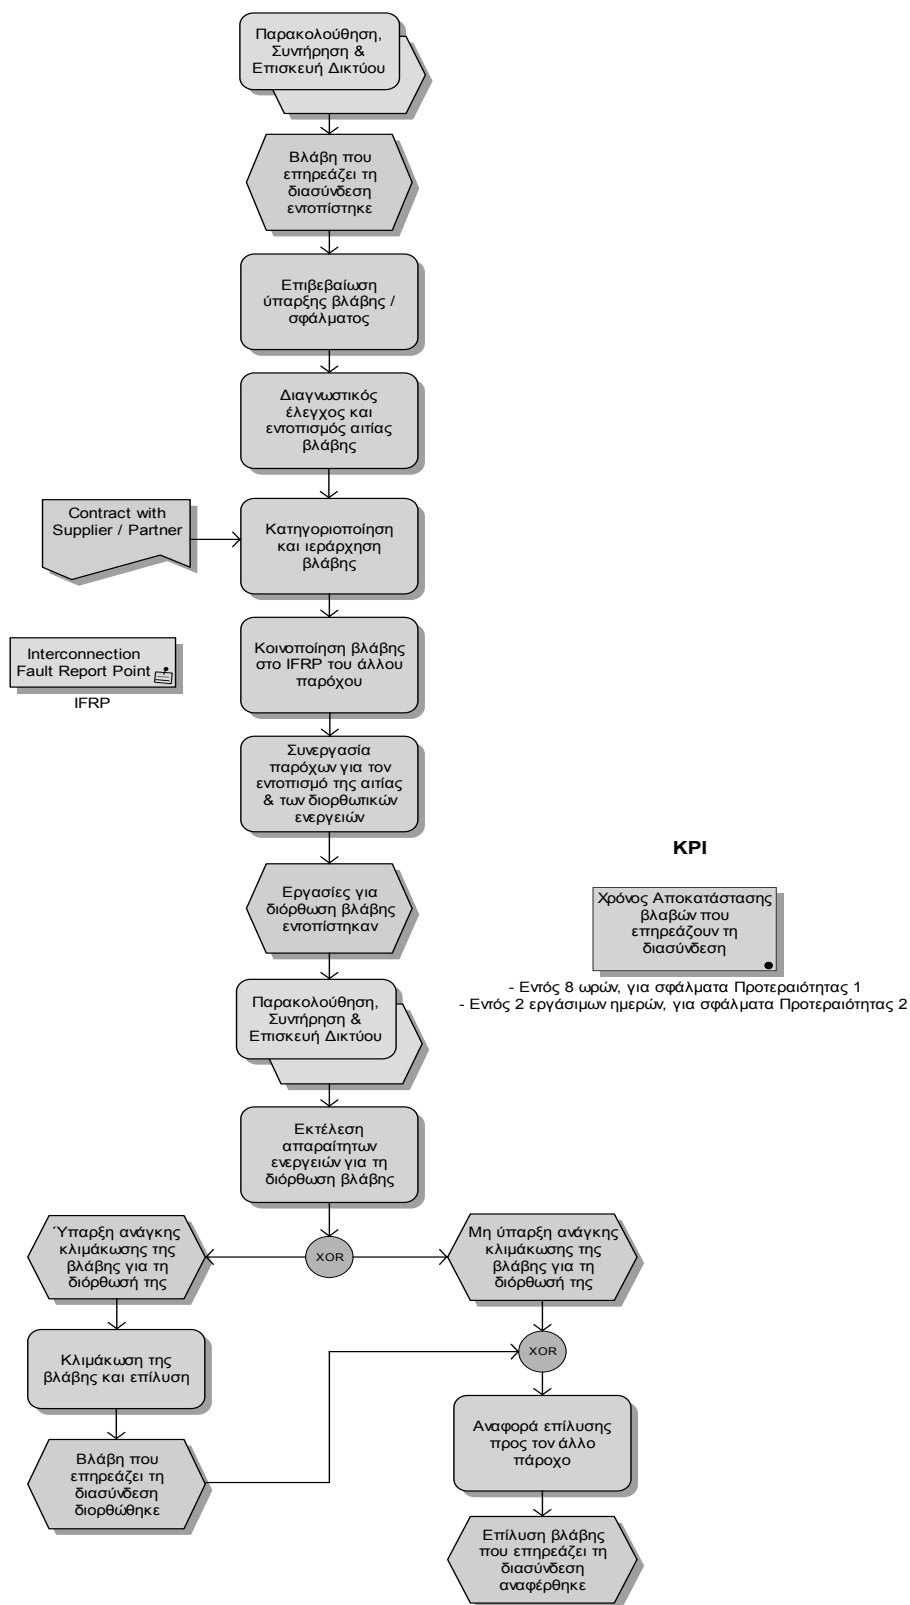 Παρακολούθηση,
Συντήρηση &
Επισκευή Δικτύου
Βλάβη που
επηρεάζει τη
διασύνδεση
εντοπίστηκε
Επιβεβαίωση
ύπαρξης βλάβης /
σφάλματος
Διαγνωστικός
έλεγχος και
εντοπισμός αιτίας
βλάβης
Contract with
Supplier / Partner
Κατηγοριοποίηση
και ιεράρχηση
βλάβης
Interconnection
Fault Report Point
IFRP
Κοινοποίηση βλάβης
στο IFRP του άλλου
παρόχου
Συνεργασία
παρόχων για τον
εντοπισμό της αιτίας
& των διορθωτικών
ενεργειών
Εργασίες για
διόρθωση βλάβης
εντοπίστηκαν
KPI
Χρόνος Αποκατάστασης
βλαβών που
επηρεάζουν τη
διασύνδεση
- Εντός 8 ωρών, για σφάλματα Προτεραιότητας 1
- Εντός 2 εργάσιμων ημερών, για σφάλματα Προτεραιότητας 2
Παρακολούθηση,
Συντήρηση &
Επισκευή Δικτύου
Εκτέλεση
απαραίτητων
ενεργειών για τη
διόρθωση βλάβης
Ύπαρξη ανάγκης
κλιμάκωσης της
βλάβης για τη
διόρθωσή της
XOR
Μη ύπαρξη ανάγκης
κλιμάκωσης της
βλάβης για τη
διόρθωσή της
Κλιμάκωση της
βλάβης και επίλυση
XOR
Βλάβη που
επηρεάζει τη
διασύνδεση
διορθώθηκε
Αναφορά επίλυσης
προς τον άλλο
πάροχο
Επίλυση βλάβης
που επηρεάζει τη
διασύνδεση
αναφέρθηκε